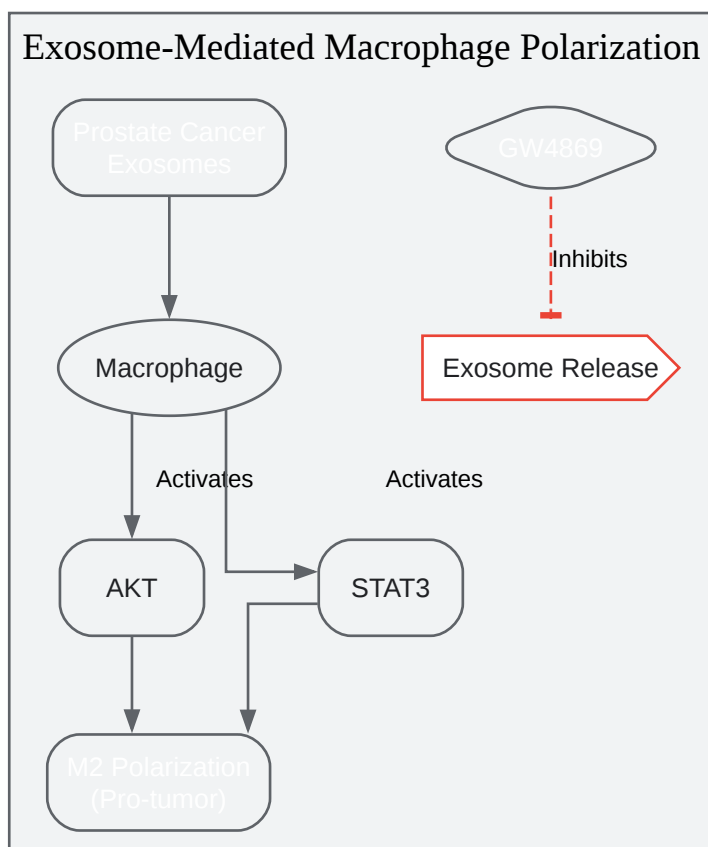 Exosome-Mediated Macrophage Polarization
Prostate Cancer
Exosomes
GW4869
Inhibits
Macrophage
Exosome Release
Activates
Activates
AKT
STAT3
M2 Polarization
(Pro-tumor)